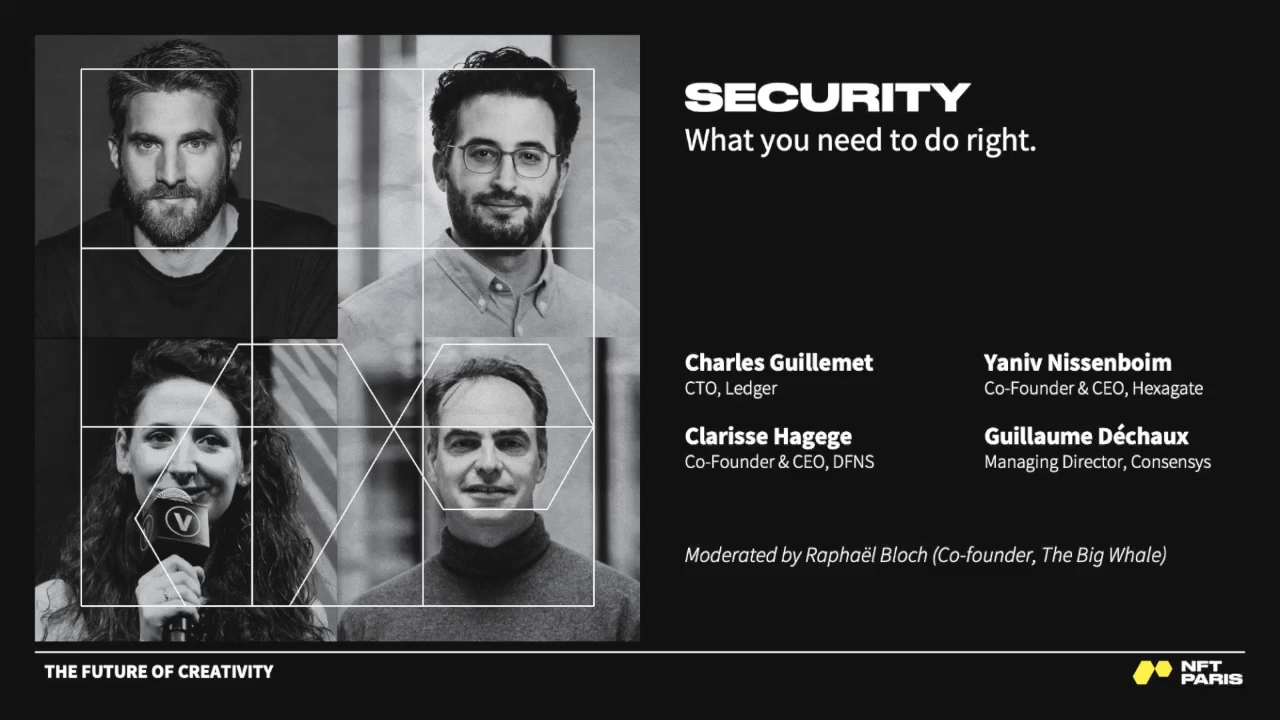 SECURITY
What you need to do right.
Charles Guillemet
CTO, Ledger
Yaniv Nissenboim
Co-Founder & CEO, Hexagate
Clarisse Hagege
Co-Founder & CEO, DFNS
Guillaume Déchaux
Managing Director, Consensys
Moderated by Raphaël Bloch (Co-founder, The Big Whale)
V
THE FUTURE OF CREATIVITY
NFT
PARIS